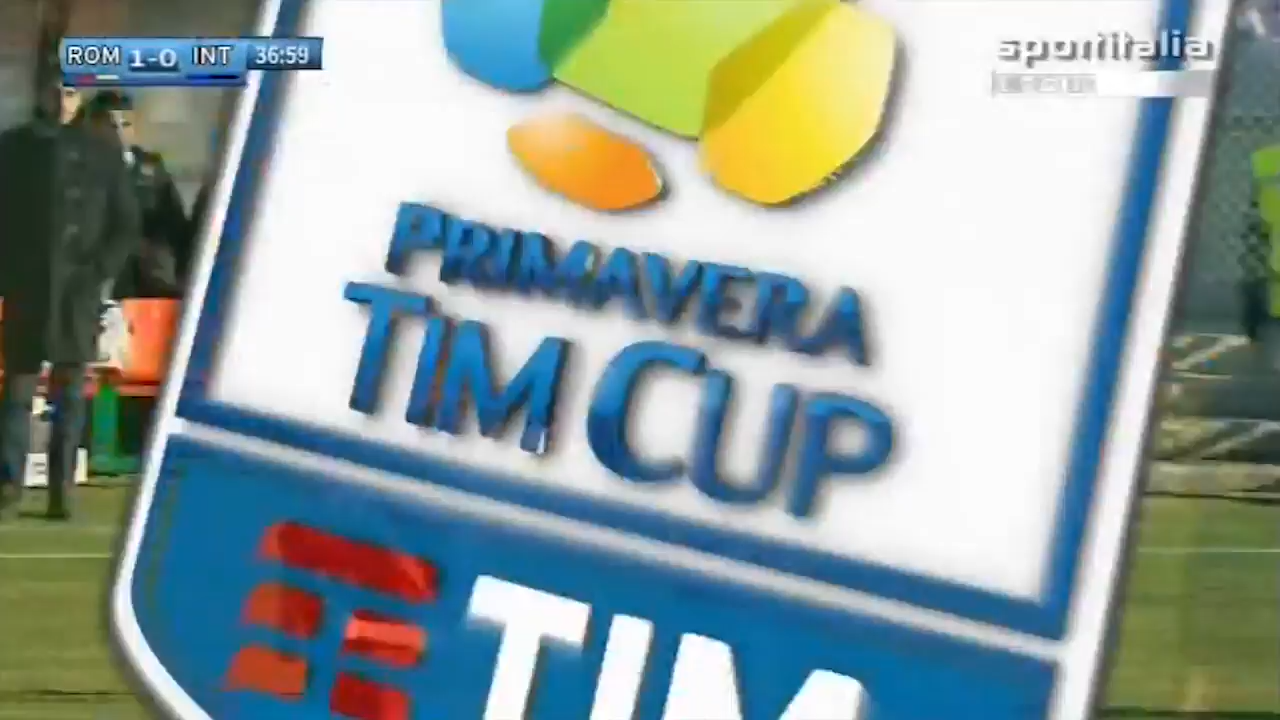 ROM 1-0 INT 36:59
sportitalia
PRIMAVERA
TIM CUP
TIM